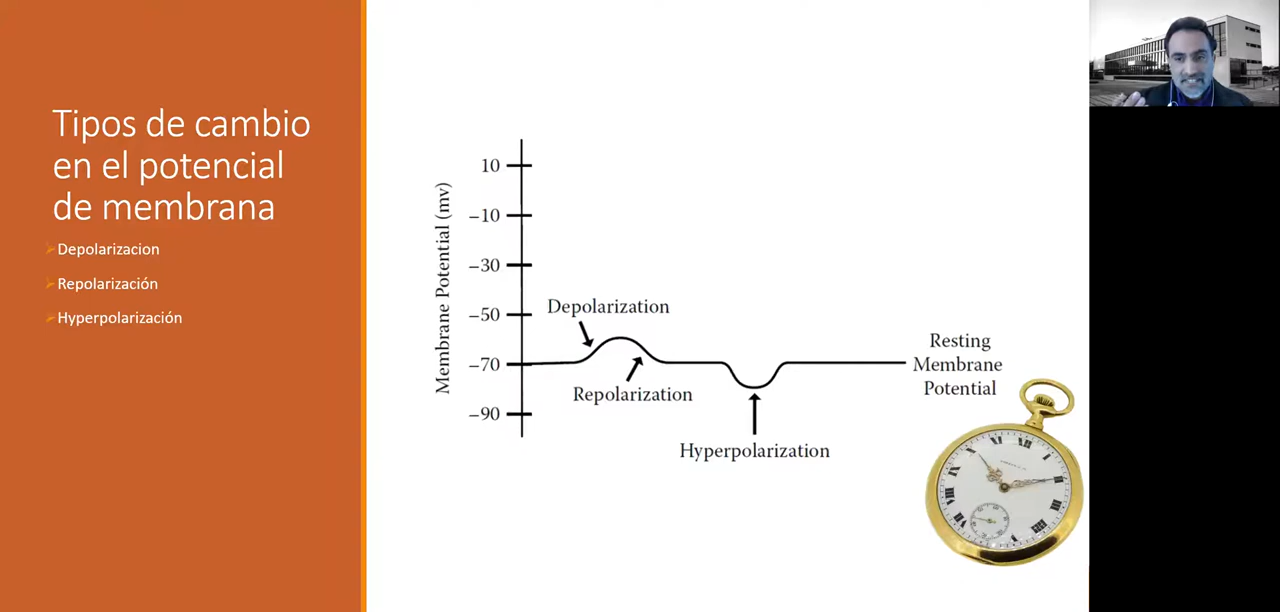 Tipos de cambio
en el potencial
de membrana
Depolarizacion
Repolarización
Hyperpolarización
Membrane Potential (mv)
10
−10
−30
−50
−70
−90
Depolarization
Repolarization
Hyperpolarization
Resting
Membrane
Potential